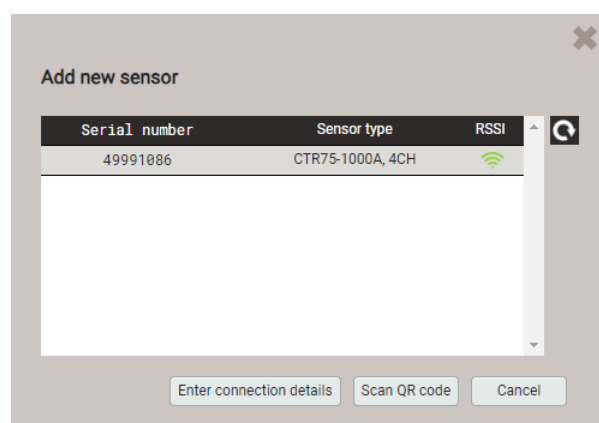 Add new sensor
Serial number Sensor type RSSI
49991086 CTR75-1000A, 4CH
Enter connection details Scan QR code Cancel